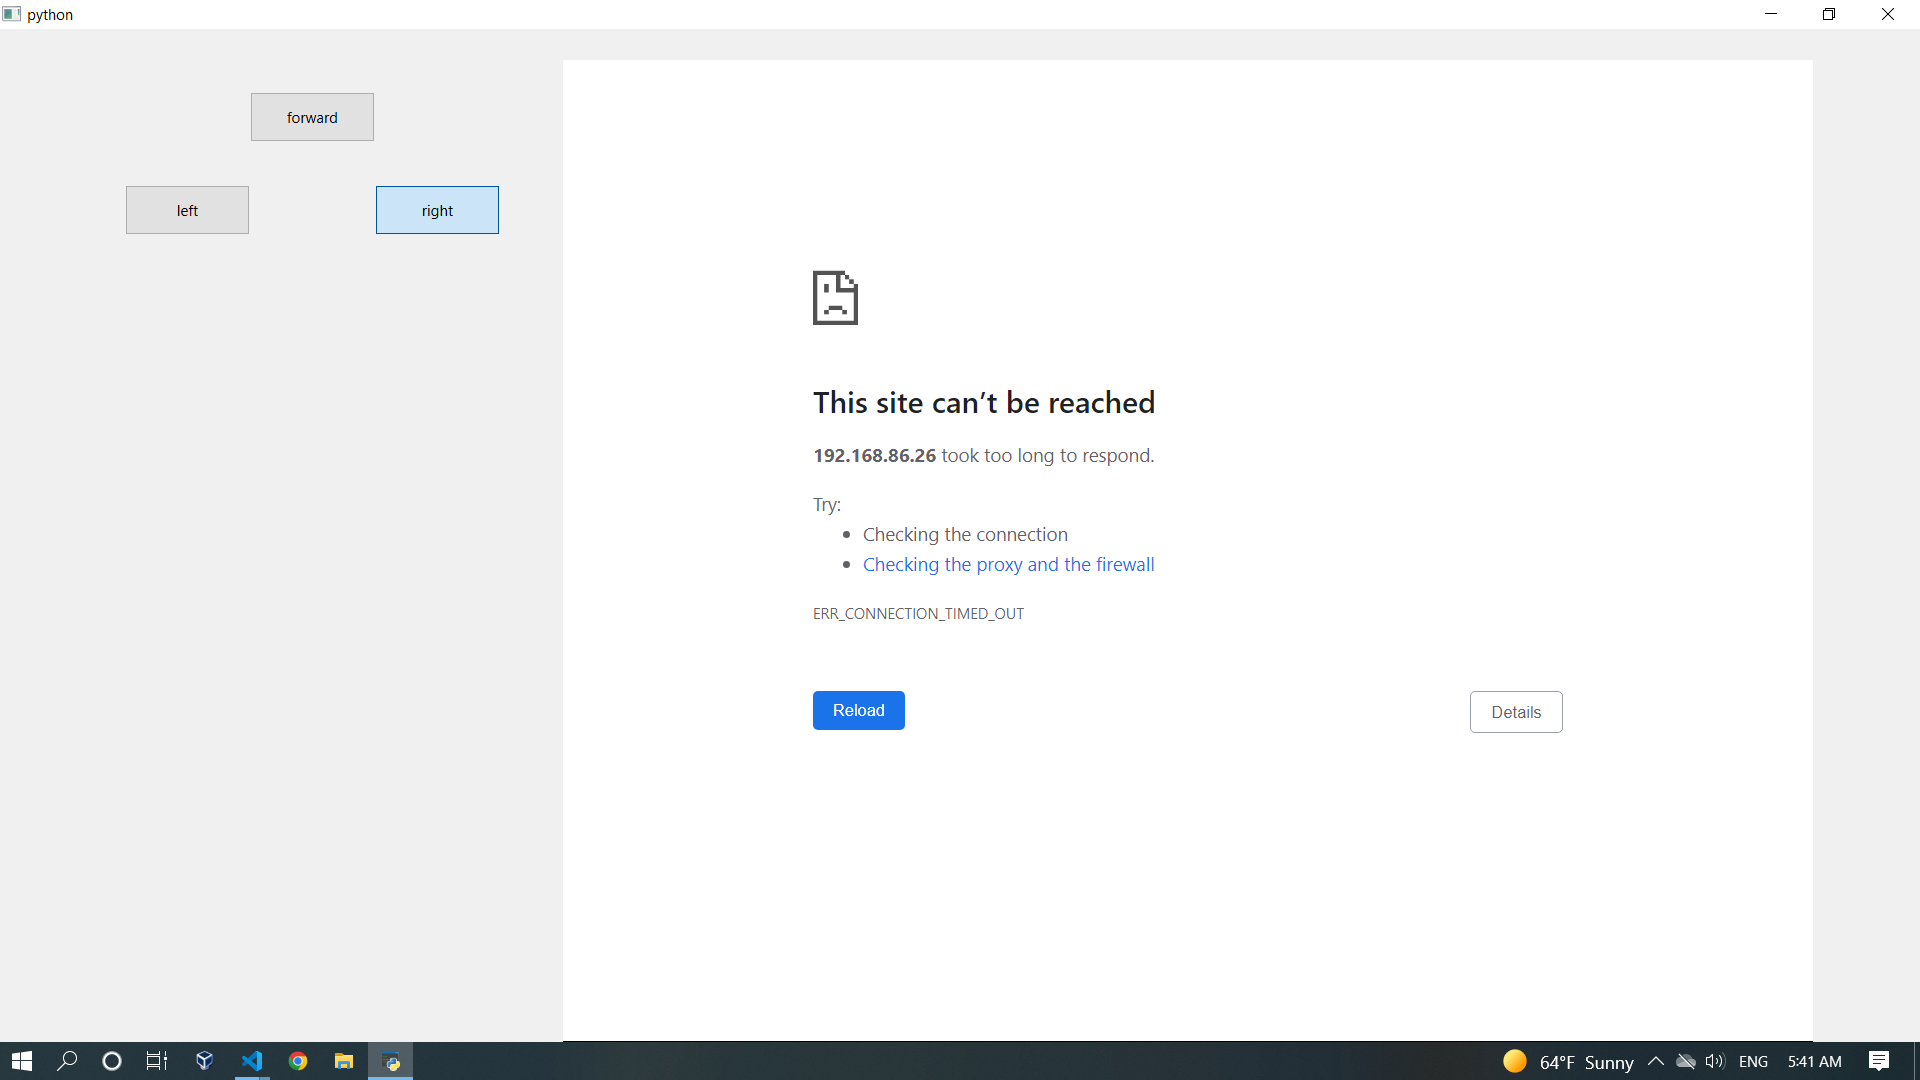 python
forward
left
right
This site can’t be reached
192.168.86.26 took too long to respond.
Try:
Checking the connection
Checking the proxy and the firewall
ERR_CONNECTION_TIMED_OUT
Reload
Details
64°F Sunny
ENG
5:41 AM